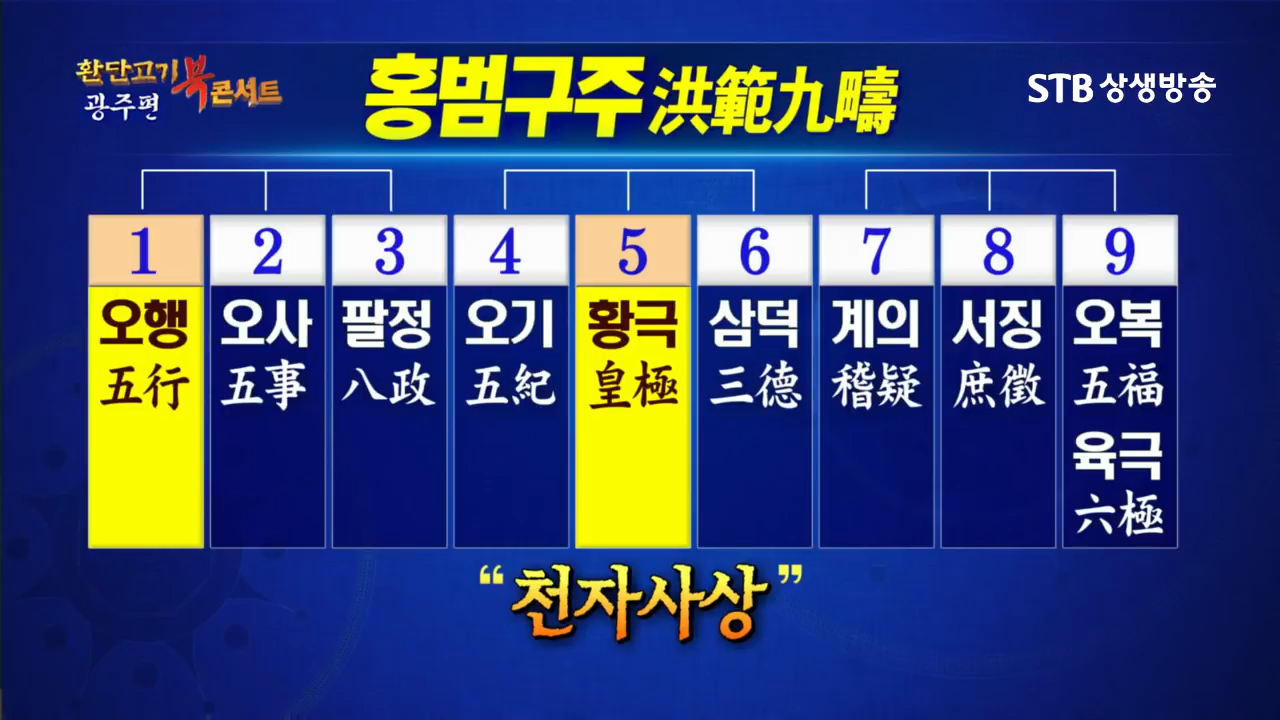 환단고기 북 콘서트
광주편
홍범구주 洪範九疇
STB 상생방송
1 2 3 4 5 6 7 8 9
오행 오사 팔정 오기 황극 삼덕 계의 서징 오복
五行 五事 八政 五紀 皇極 三德 稽疑 庶徵 五福
육극
六極
“천자사상”